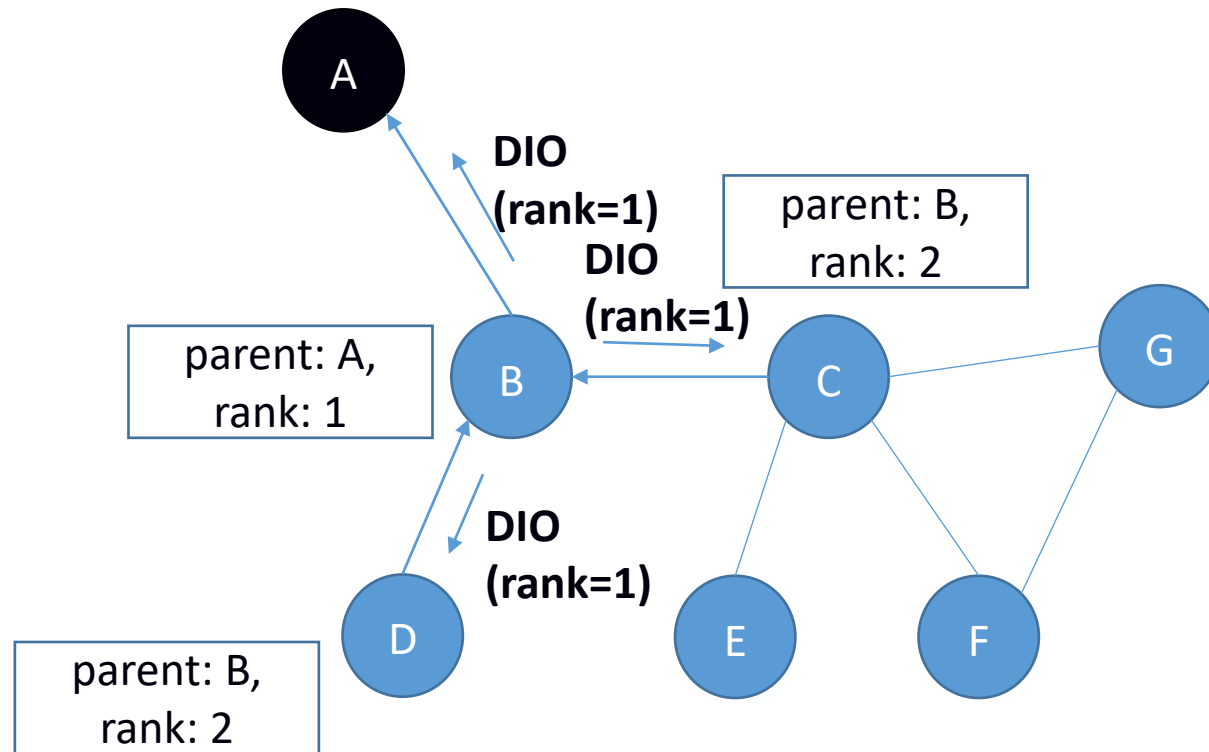 A
DIO
(rank=1)
DIO
(rank=1)
parent: B,
rank: 2
parent: A,
rank: 1
B
C
G
DIO
(rank=1)
D
E
F
parent: B,
rank: 2